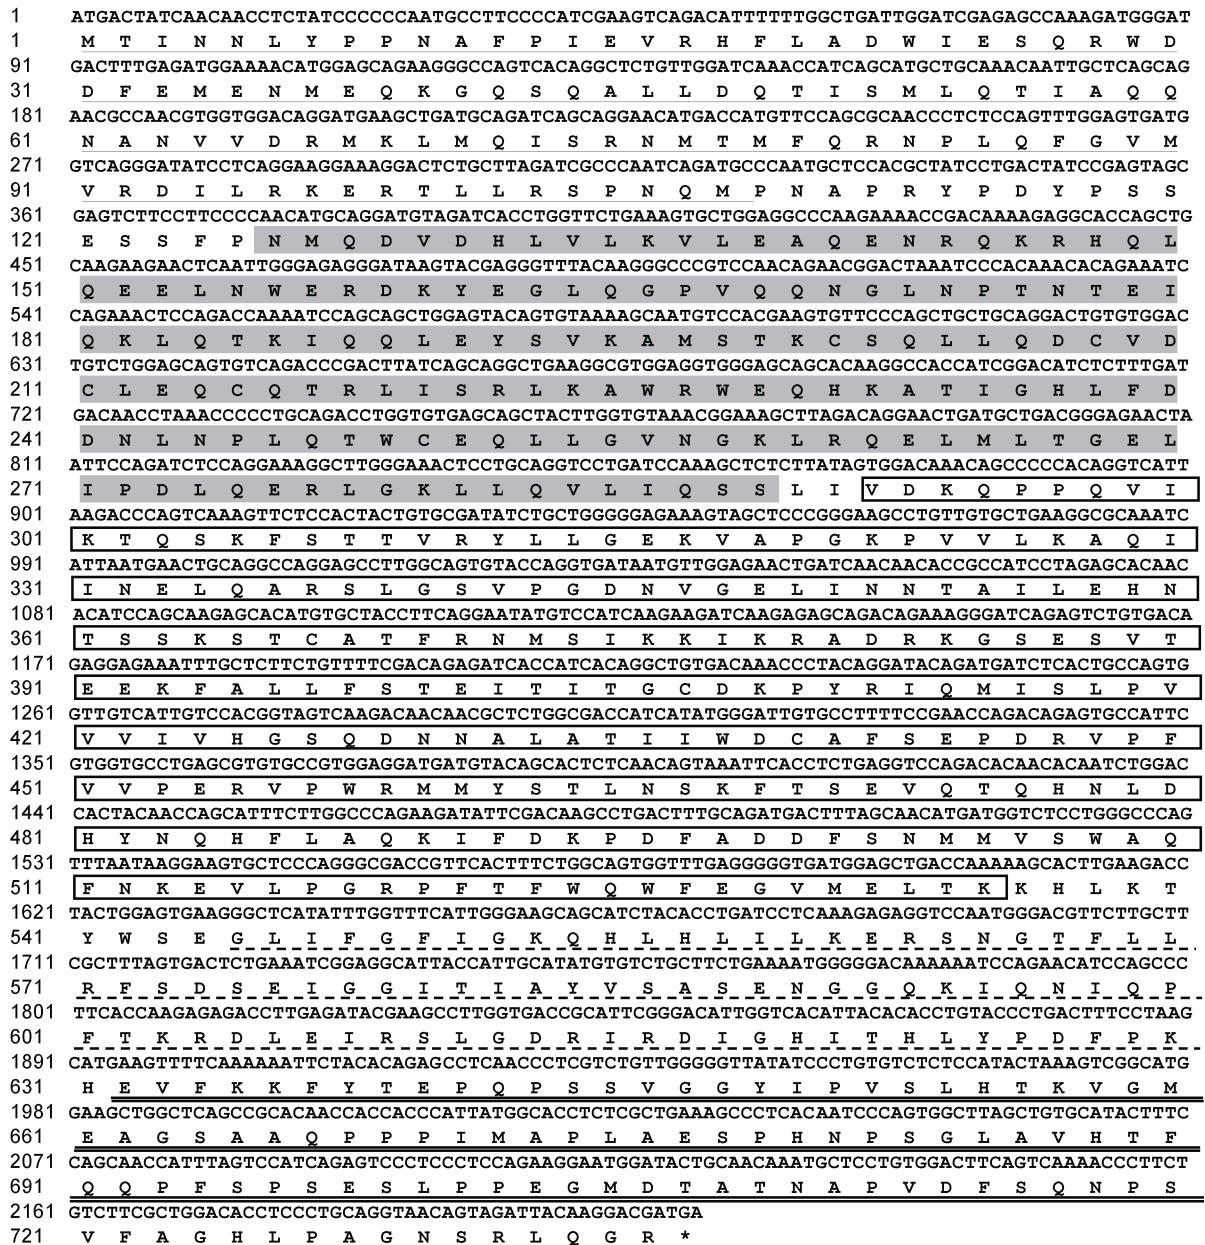 1 ATGACTATCAACAACCTCTATCCCCCCAATGCCTTCCCCATCGAAGTCAGACATTTTTTGGCTGATTGGATCGAGAGCCAAAGATGGGAT
1 M T I N N L Y P P N A F P I E V R H F L A D W I E S Q R W D
91 GACTTTGAGATGGAAAACATGGAGCAGAAGGGCCAGTCACAGGCTCTGTTGGATCAAACCATCAGCATGCTGCAAACAATTGCTCAGCAG
31 D F E M E N M E Q K G Q S Q A L L D Q T I S M L Q T I A Q Q
181 AACGCCAACGTGGTGGACAGGATGAAGCTGATGCAGATCAGCAGGAACATGACCATGTTCCAGCGCAACCCTCTCCAGTTTGGAGTGATG
61 N A N V V D R M K L M Q I S R N M T M F Q R N P L Q F G V M
271 GTCAGGGATATCCTCAGGAAGGAAAGGACTCTGCTTAGATCGCCCAATCAGATGCCCAATGCTCCACGCTATCCTGACTATCCGAGTAGC
91 V R D I L R K E R T L L R S P N Q M P N A P R Y P D Y P S S
361 GAGTCTTCCTTCCCCAACATGCAGGATGTAGATCACCTGGTTCTGAAAGTGCTGGAGGCCCAAGAAAACCGACAAAAGAGGCACCAGCTG
121 E S S F P N M Q D V D H L V L K V L E A Q E N R Q K R H Q L
451 CAAGAAGAACTCAATTGGGAGAGGGATAAGTACGAGGGTTTACAAGGGCCCGTCCAACAGAACGGACTAAATCCCACAAACACAGAAATC
151 Q E E L N W E R D K Y E G L Q G P V Q Q N G L N P T N T E I
541 CAGAAACTCCAGACCAAAATCCAGCAGCTGGAGTACAGTGTAAAAGCAATGTCCACGAAGTGTTCCCAGCTGCTGCAGGACTGTGTGGAC
181 Q K L Q T K I Q Q L E Y S V K A M S T K C S Q L L Q D C V D
631 TGTCTGGAGCAGTGTCAGACCCGACTTATCAGCAGGCTGAAGGCGTGGAGGTGGGAGCAGCACAAGGCCACCATCGGACATCTCTTTGAT
211 C L E Q C Q T R L I S R L K A W R W E Q H K A T I G H L F D
721 GACAACCTAAACCCCCTGCAGACCTGGTGTGAGCAGCTACTTGGTGTAAACGGAAAGCTTAGACAGGAACTGATGCTGACGGGAGAACTA
241 D N L N P L Q T W C E Q L L G V N G K L R Q E L M L T G E L
811 ATTCCAGATCTCCAGGAAAGGCTTGGGAAACTCCTGCAGGTCCTGATCCAAAGCTCTCTTATAGTGGACAAACAGCCCCCACAGGTCATT
271 I P D L Q E R L G K L L Q V L I Q S S L I V D K Q P P Q V I
901 AAGACCCAGTCAAAGTTCTCCACTACTGTGCGATATCTGCTGGGGGAGAAAGTAGCTCCCGGGAAGCCTGTTGTGCTGAAGGCGCAAATC
301 K T Q S K F S T T V R Y L L G E K V A P G K P V V L K A Q I
991 ATTAATGAACTGCAGGCCAGGAGCCTTGGCAGTGTACCAGGTGATAATGTTGGAGAACTGATCAACAACACCGCCATCCTAGAGCACAAC
331 I N E L Q A R S L G S V P G D N V G E L I N N T A I L E H N
1081 ACATCCAGCAAGAGCACATGTGCTACCTTCAGGAATATGTCCATCAAGAAGATCAAGAGAGCAGACAGAAAGGGATCAGAGTCTGTGACA
361 T S S K S T C A T F R N M S I K K I K R A D R K G S E S V T
1171 GAGGAGAAATTTGCTCTTCTGTTTTCGACAGAGATCACCATCACAGGCTGTGACAAACCCTACAGGATACAGATGATCTCACTGCCAGTG
391 E E K F A L L F S T E I T I T G C D K P Y R I Q M I S L P V
1261 GTTGTCATTGTCCACGGTAGTCAAGACAACAACGCTCTGGCGACCATCATATGGGATTGTGCCTTTTCCGAACCAGACAGAGTGCCATTC
421 V V I V H G S Q D N N A L A T I I W D C A F S E P D R V P F
1351 GTGGTGCCTGAGCGTGTGCCGTGGAGGATGATGTACAGCACTCTCAACAGTAAATTCACCTCTGAGGTCCAGACACAACACAATCTGGAC
451 V V P E R V P W R M M Y S T L N S K F T S E V Q T Q H N L D
1441 CACTACAACCAGCATTTCTTGGCCCAGAAGATATTCGACAAGCCTGACTTTGCAGATGACTTTAGCAACATGATGGTCTCCTGGGCCCAG
481 H Y N Q H F L A Q K I F D K P D F A D D F S N M M V S W A Q
1531 TTTAATAAGGAAGTGCTCCCAGGGCGACCGTTCACTTTCTGGCAGTGGTTTGAGGGGGTGATGGAGCTGACCAAAAAGCACTTGAAGACC
511 F N K E V L P G R P F T F W Q W F E G V M E L T K K H L K T
1621 TACTGGAGTGAAGGGCTCATATTTGGTTTCATTGGGAAGCAGCATCTACACCTGATCCTCAAAGAGAGGTCCAATGGGACGTTCTTGCTT
541 Y W S E G L I F G F I G K Q H L H L I L K E R S N G T F L L
1711 CGCTTTAGTGACTCTGAAATCGGAGGCATTACCATTGCATATGTGTCTGCTTCTGAAAATGGGGGACAAAAAATCCAGAACATCCAGCCC
571 R F S D S E I G G I T I A Y V S A S E N G G Q K I Q N I Q P
1801 TTCACCAAGAGAGACCTTGAGATACGAAGCCTTGGTGACCGCATTCGGGACATTGGTCACATTACACACCTGTACCCTGACTTTCCTAAG
601 F T K R D L E I R S L G D R I R D I G H I T H L Y P D F P K
1891 CATGAAGTTTTCAAAAAATTCTACACAGAGCCTCAACCCTCGTCTGTTGGGGGTTATATCCCTGTGTCTCTCCATACTAAAGTCGGCATG
631 H E V F K K F Y T E P Q P S S V G G Y I P V S L H T K V G M
1981 GAAGCTGGCTCAGCCGCACAACCACCACCCATTATGGCACCTCTCGCTGAAAGCCCTCACAATCCCAGTGGCTTAGCTGTGCATACTTTC
661 E A G S A A Q P P P I M A P L A E S P H N P S G L A V H T F
2071 CAGCAACCATTTAGTCCATCAGAGTCCCTCCCTCCAGAAGGAATGGATACTGCAACAAATGCTCCTGTGGACTTCAGTCAAAACCCTTCT
691 Q Q P F S P S E S L P P E G M D T A T N A P V D F S Q N P S
2161 GTCTTCGCTGGACACCTCCCTGCAGGTAACAGTAGATTACAAGGACGATGA
721 V F A G H L P A G N S R L Q G R *